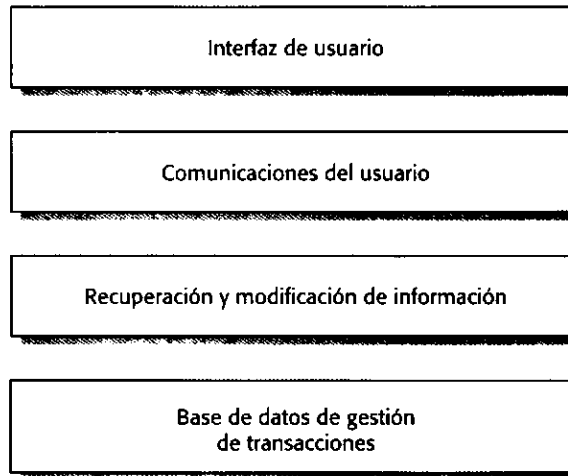 Interfaz de usuario
Comunicaciones del usuario
Recuperación y modificación de información
Base de datos de gestión
de transacciones